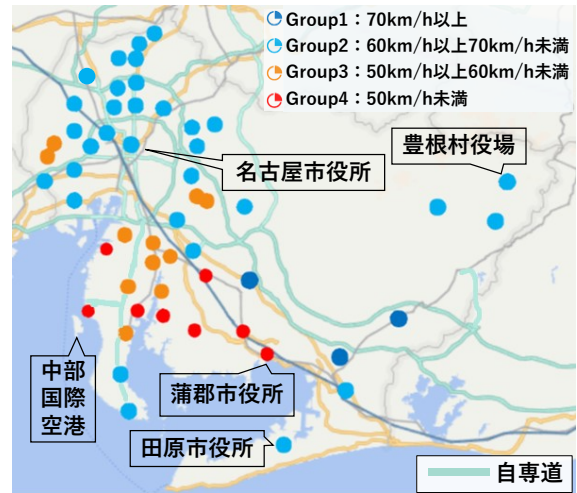 Group1：70km/h以上
Group2：60km/h以上70km/h未満
Group3：50km/h以上60km/h未満
Group4：50km/h未満
豊根村役場
名古屋市役所
中部
国際
空港
蒲郡市役所
田原市役所
自専道